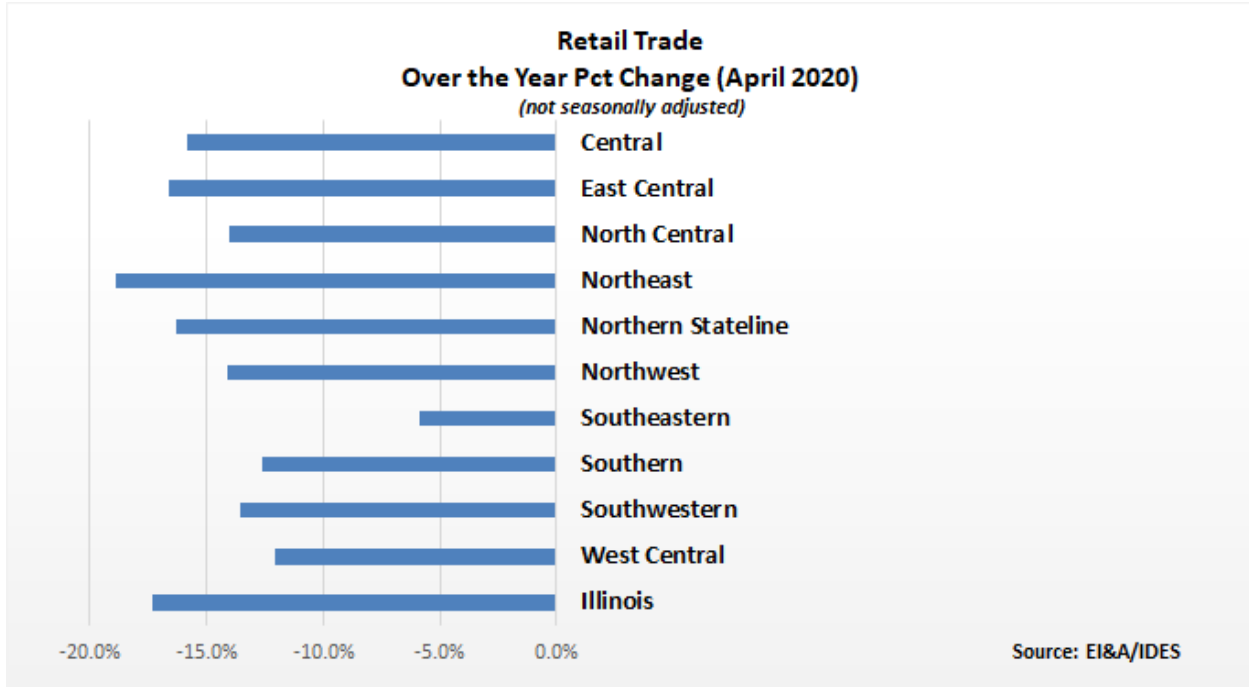 Retail Trade
Over the Year Pct Change (April 2020)
(not seasonally adjusted)
Central
East Central
North Central
Northeast
Northern Stateline
Northwest
Southeastern
Southern
Southwestern
West Central
Illinois
-20.0% -15.0% -10.0% -5.0% 0.0%
Source: EI&A/IDES